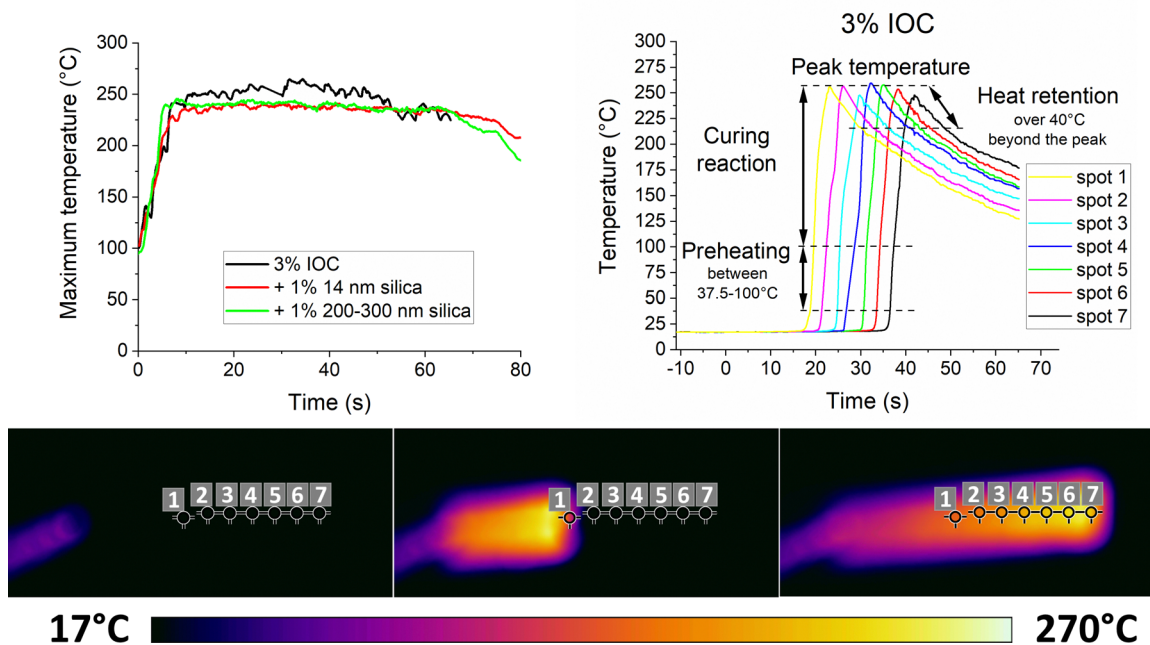 300
250
200
150
100
50
0
Maximum temperature (°C)
3% IOC
+ 1% 14 nm silica
+ 1% 200-300 nm silica
0 20 40 60 80
Time (s)
3% IOC
300
250
225
200
175
150
125
100
75
50
25
0
Temperature (°C)
Peak temperature
Heat retention
over 40°C
beyond the peak
Curing
reaction
Preheating
between
37.5-100°C
spot 1
spot 2
spot 3
spot 4
spot 5
spot 6
spot 7
-10 0 10 20 30 40 50 60 70
Time (s)
1 2 3 4 5 6 7
1 2 3 4 5 6 7
1 2 3 4 5 6 7
17°C 270°C